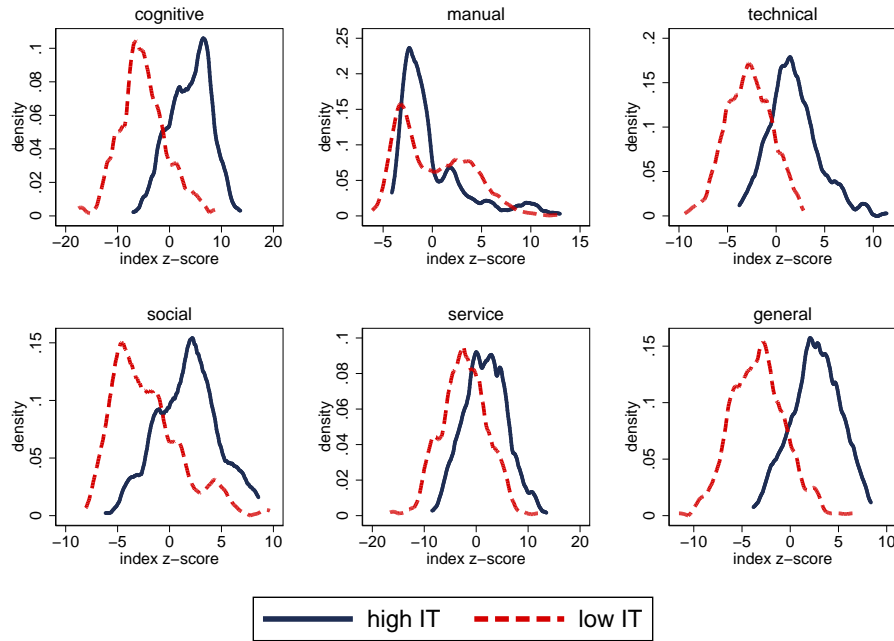 cognitive
density
0 .02 .04 .06 .08 .1
−20 −10 0 10 20
index z−score
manual
density
0 .05 .1 .15 .2 .25
−5 0 5 10 15
index z−score
technical
density
0 .05 .1 .15 .2
−10 −5 0 5 10
index z−score
social
density
0 .05 .1 .15
−10 −5 0 5 10
index z−score
service
density
0 .02 .04 .06 .08 .1
−20 −10 0 10 20
index z−score
general
density
0 .05 .1 .15
−10 −5 0 5 10
index z−score
high IT low IT